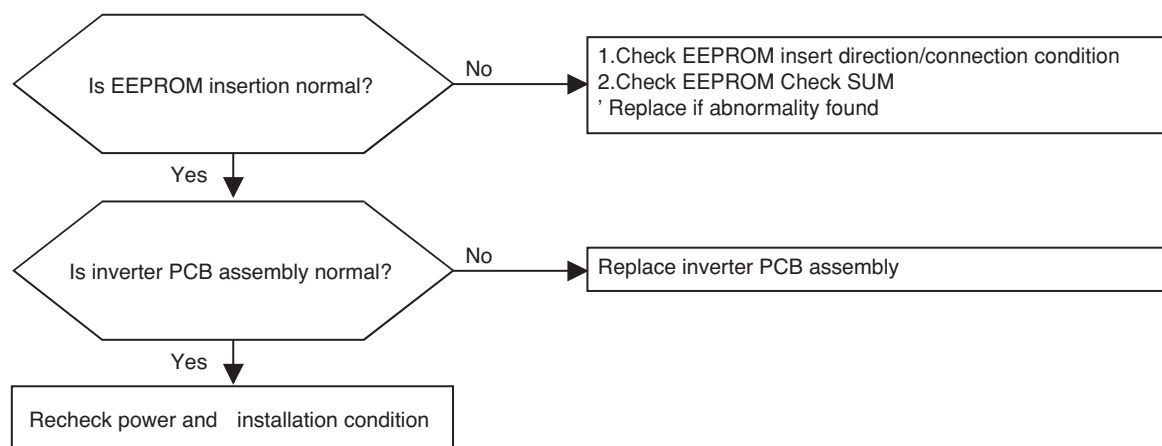 Is EEPROM insertion normal?
No
1.Check EEPROM insert direction/connection condition
2.Check EEPROM Check SUM
’ Replace if abnormality found
Yes
Is inverter PCB assembly normal?
No
Replace inverter PCB assembly
Yes
Recheck power and installation condition